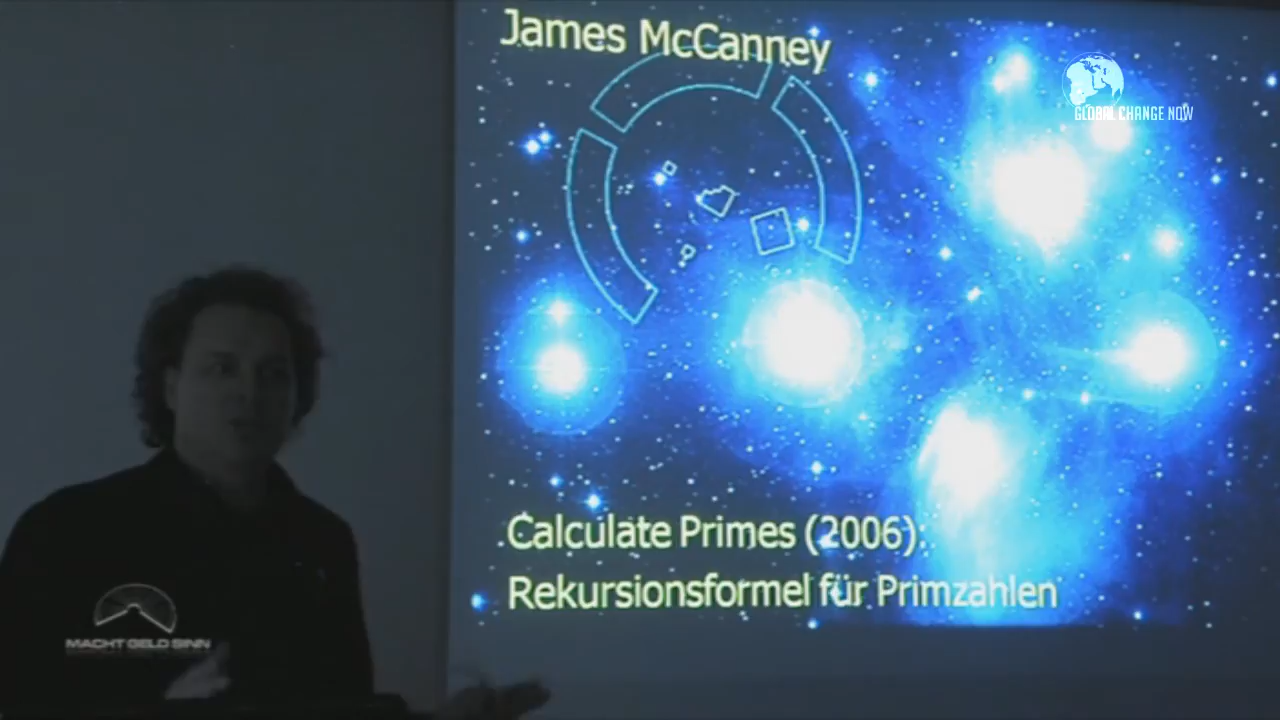 James McCanney
GLOBAL CHANGE NOW
Calculate Primes (2006):
Rekursionsformel für Primzahlen
MACHT GELD SINN